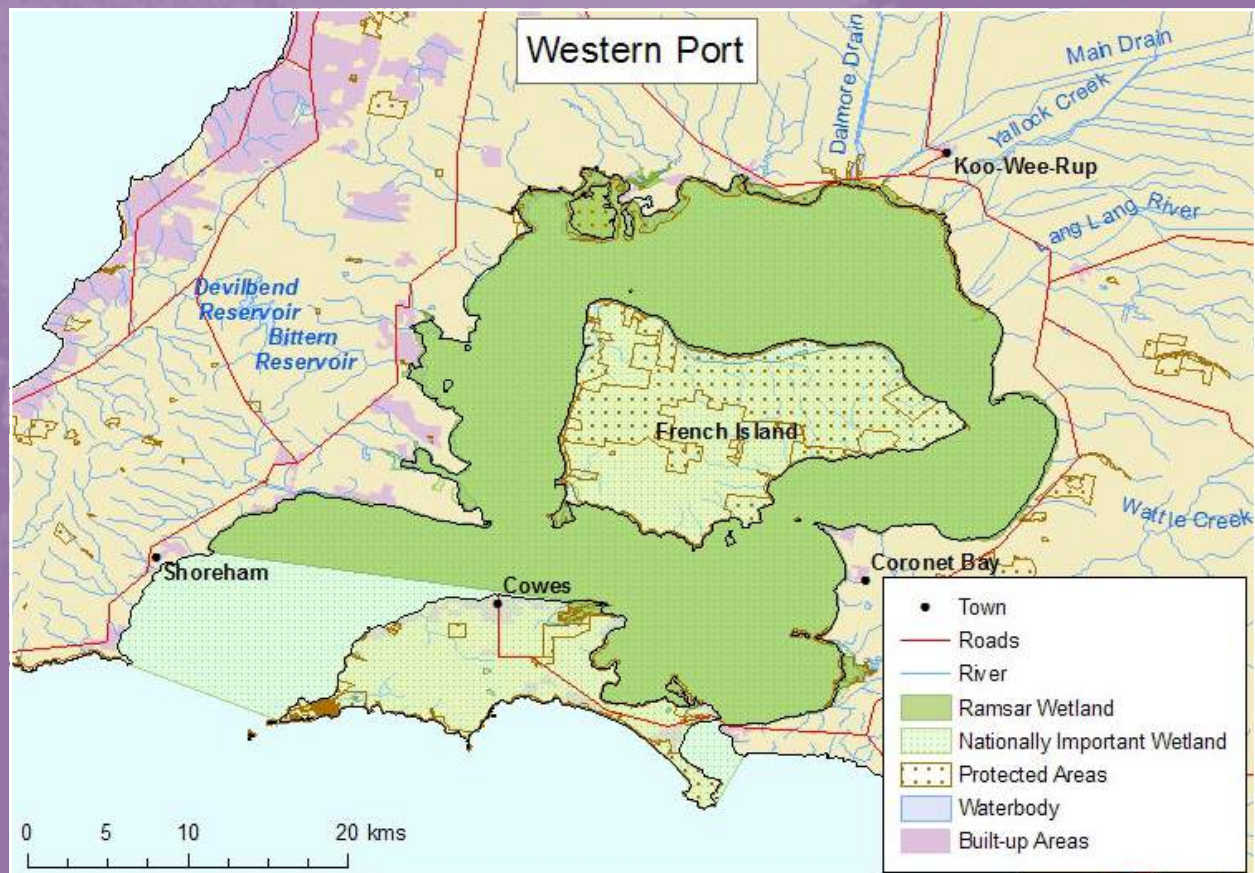 Western Port
Main Drain
Dalmore Drain
Yallock Creek
Koo-Wee-Rup
Lang Lang River
Devilbend
Reservoir
Bittern
Reservoir
French Island
Wattle Creek
Shoreham
Cowes
Coronet Bay
Town
Roads
River
Ramsar Wetland
Nationally Important Wetland
Protected Areas
Waterbody
Built-up Areas
0 5 10 20 kms